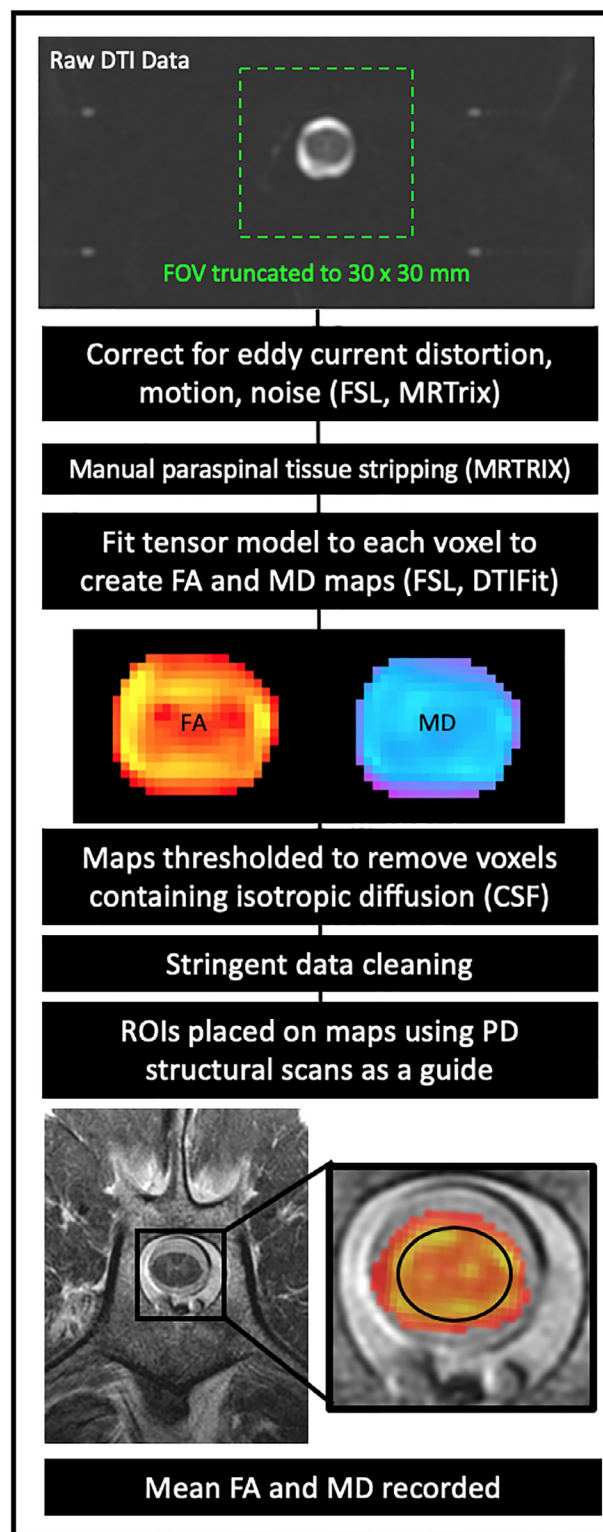 Raw DTI Data
FOV truncated to 30 x 30 mm
Correct for eddy current distortion,
motion, noise (FSL, MRTrix)
Manual paraspinal tissue stripping (MRTRIX)
Fit tensor model to each voxel to
create FA and MD maps (FSL, DTIFit)
FA MD
Maps thresholded to remove voxels
containing isotropic diffusion (CSF)
Stringent data cleaning
ROIs placed on maps using PD
structural scans as a guide
Mean FA and MD recorded